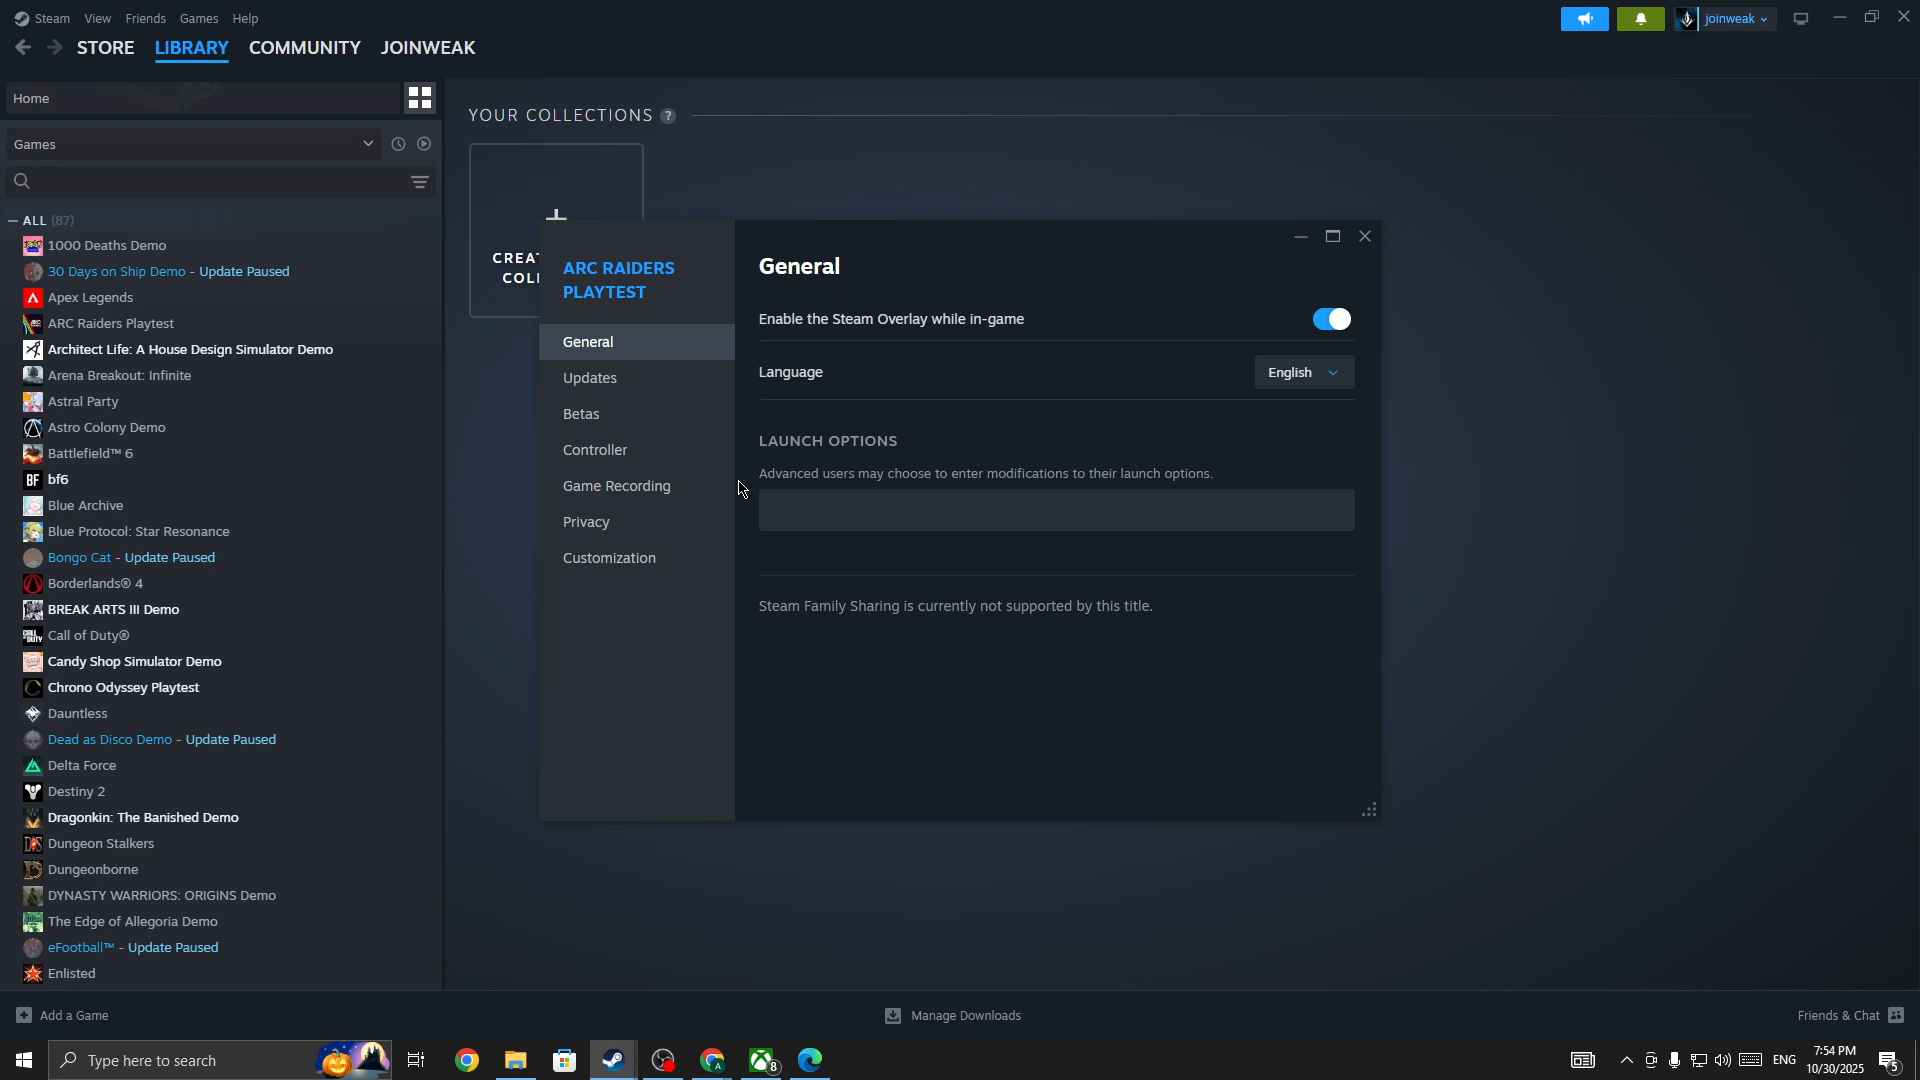 Steam View Friends Games Help
joinweak
STORE LIBRARY COMMUNITY JOINWEAK
Home
Games
ALL (87)
1000 Deaths Demo
30 Days on Ship Demo - Update Paused
Apex Legends
ARC Raiders Playtest
Architect Life: A House Design Simulator Demo
Arena Breakout: Infinite
Astral Party
Astro Colony Demo
Battlefield™ 6
BF bf6
Blue Archive
Blue Protocol: Star Resonance
Bongo Cat - Update Paused
Borderlands® 4
BREAK ARTS III Demo
Call of Duty®
Candy Shop Simulator Demo
Chrono Odyssey Playtest
Dauntless
Dead as Disco Demo - Update Paused
Delta Force
Destiny 2
Dragonkin: The Banished Demo
Dungeon Stalkers
Dungeonborne
DYNASTY WARRIORS: ORIGINS Demo
The Edge of Allegoria Demo
eFootball™ - Update Paused
Enlisted
YOUR COLLECTIONS ?
CREAT
COLL
ARC RAIDERS
PLAYTEST
General
Updates
Betas
Controller
Game Recording
Privacy
Customization
General
Enable the Steam Overlay while in-game
Language English
LAUNCH OPTIONS
Advanced users may choose to enter modifications to their launch options.
Steam Family Sharing is currently not supported by this title.
Add a Game
Manage Downloads
Friends & Chat
Type here to search
8
ENG
7:54 PM
10/30/2025
5